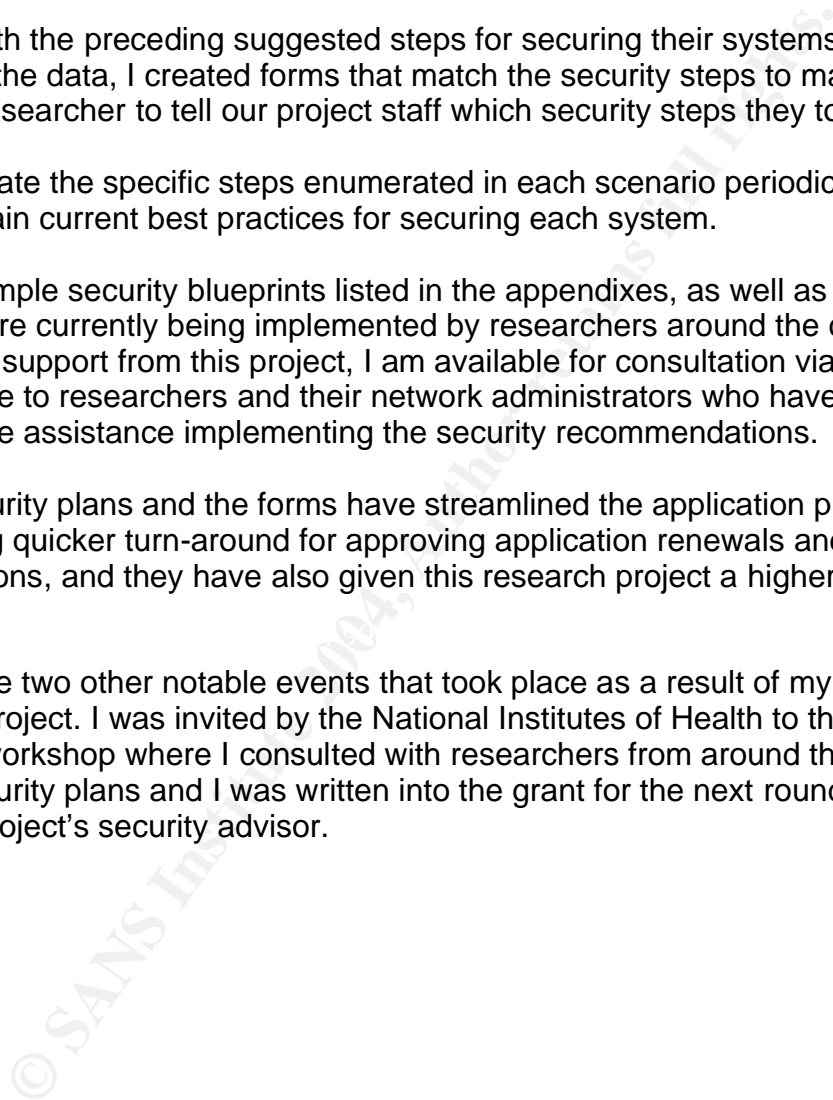 th the preceding suggested steps for securing their systems
the data, I created forms that match the security steps to ma
searcher to tell our project staff which security steps they to
ate the specific steps enumerated in each scenario periodic
ain current best practices for securing each system.
mple security blueprints listed in the appendixes, as well as
re currently being implemented by researchers around the c
support from this project, I am available for consultation via
e to researchers and their network administrators who have
e assistance implementing the security recommendations.
urity plans and the forms have streamlined the application p
g quicker turn-around for approving application renewals and
ons, and they have also given this research project a higher
e two other notable events that took place as a result of my
roject. I was invited by the National Institutes of Health to th
workshop where I consulted with researchers from around th
urity plans and I was written into the grant for the next round
oject's security advisor.
© SANS Institute 2004, Author retains full rights.